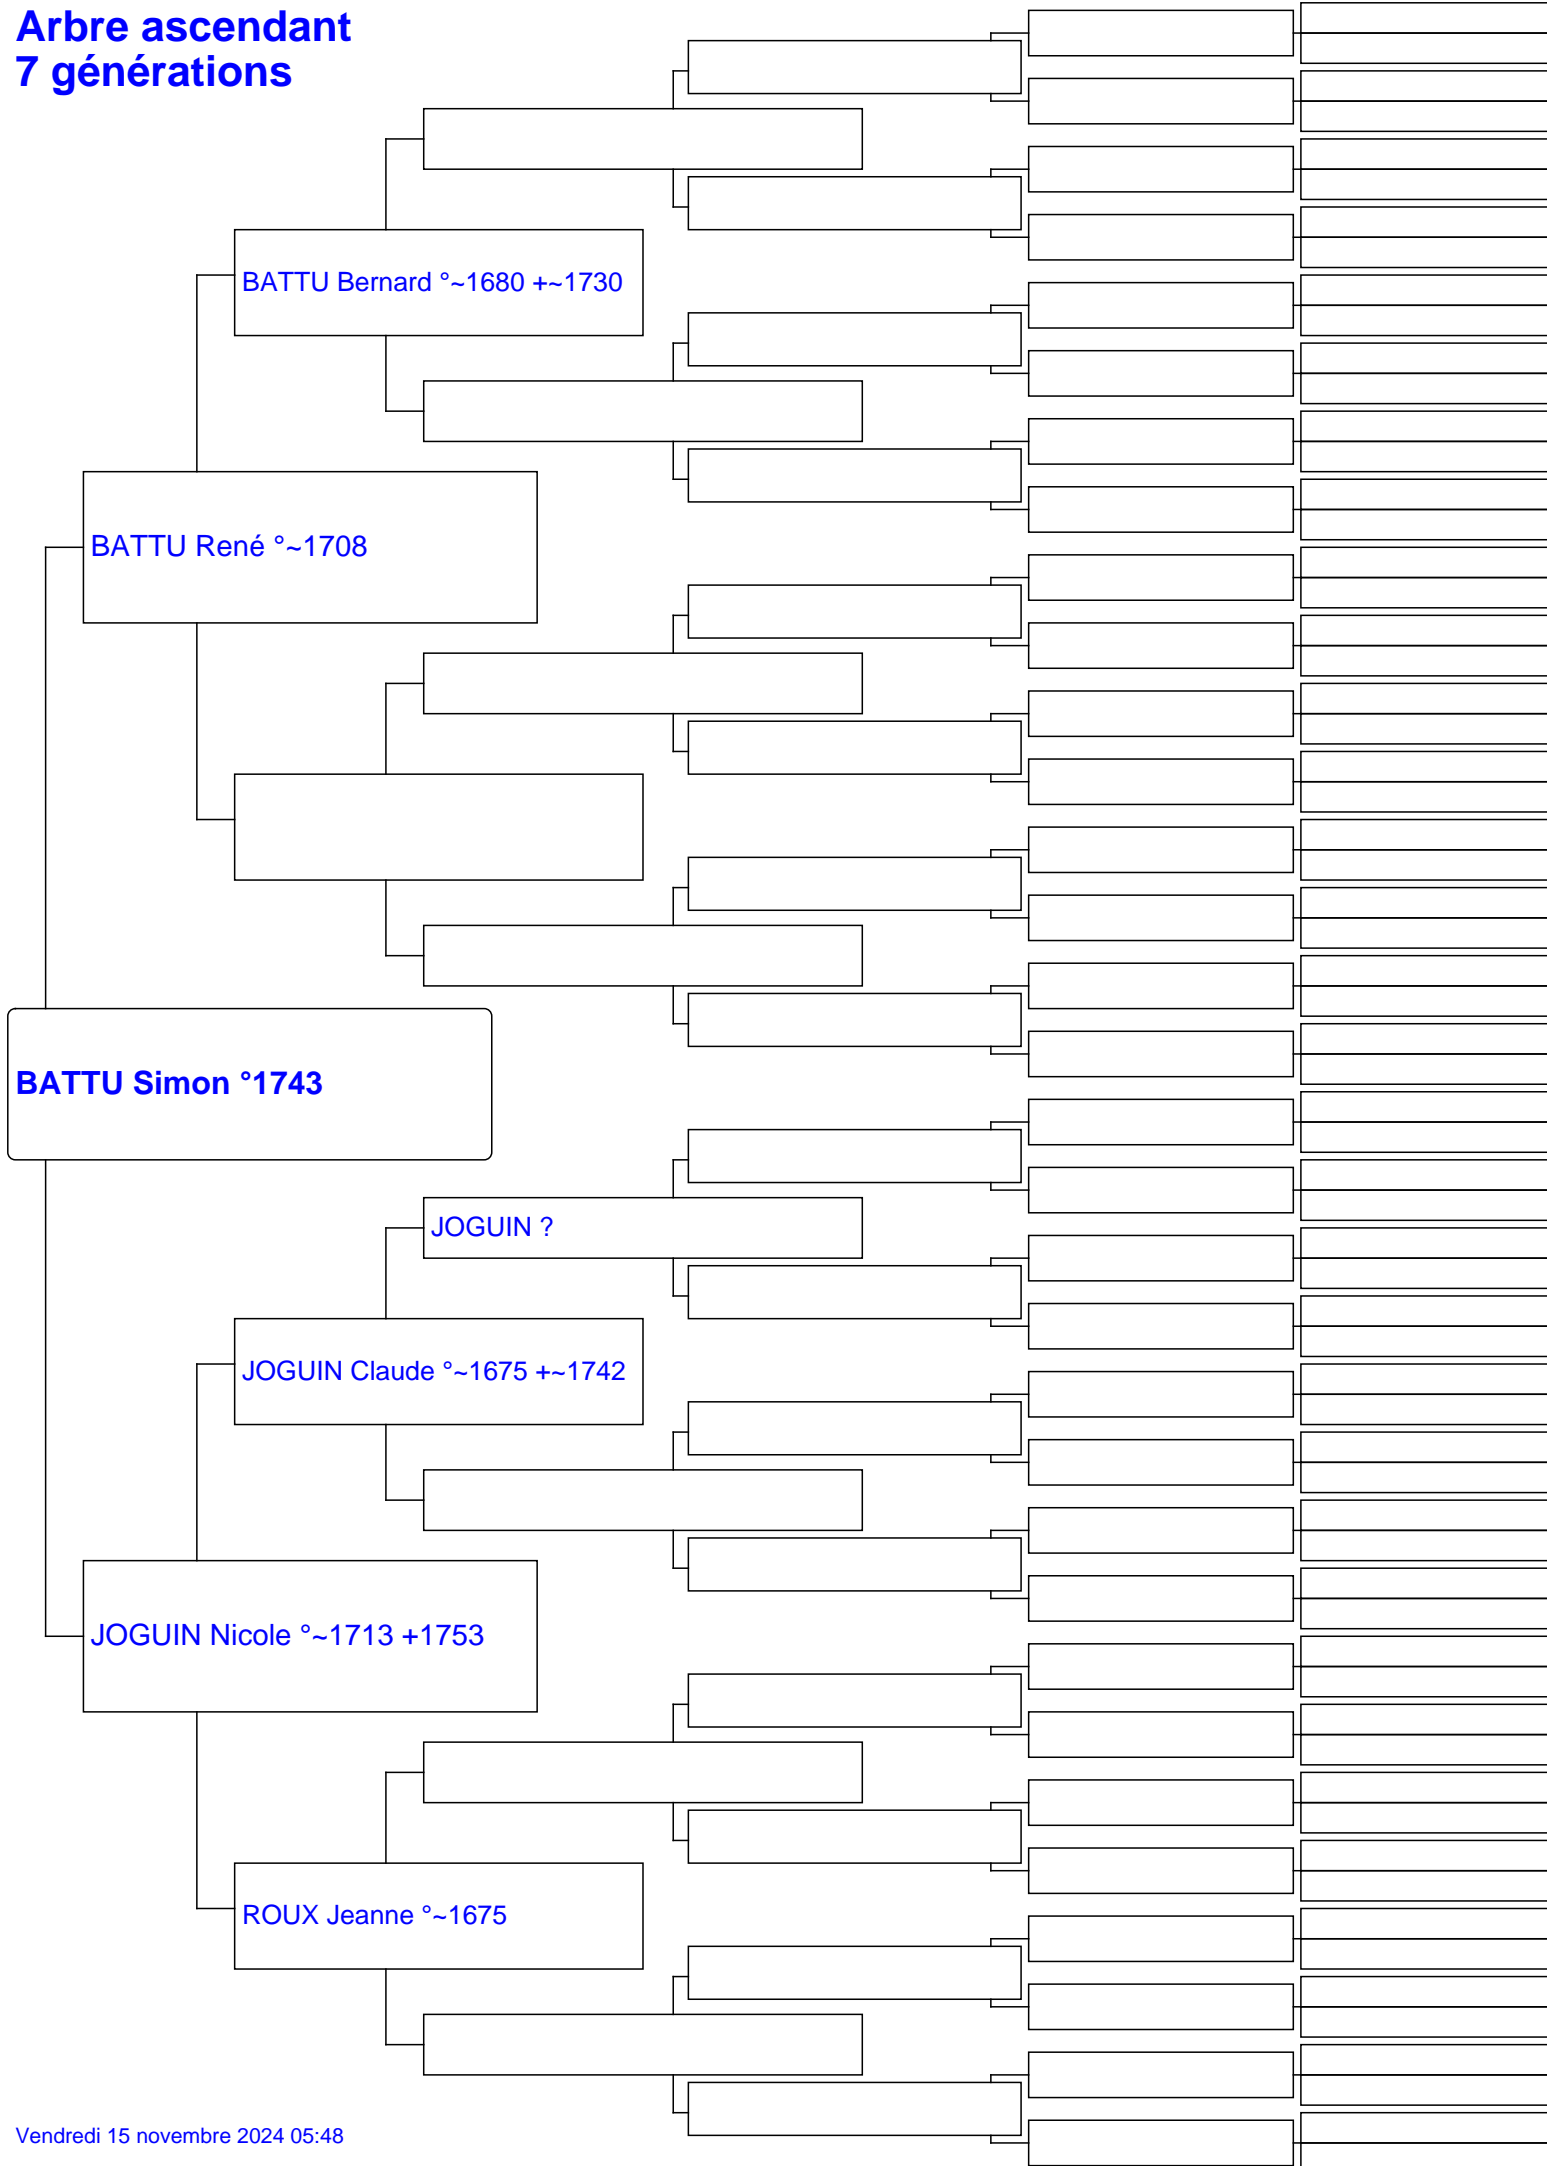 Arbre ascendant
7 générations
BATTU Bernard °~1680 +~1730
BATTU René °~1708
BATTU Simon °1743
JOGUIN ?
JOGUIN Claude °~1675 +~1742
JOGUIN Nicole °~1713 +1753
ROUX Jeanne °~1675
Vendredi 15 novembre 2024 05:48